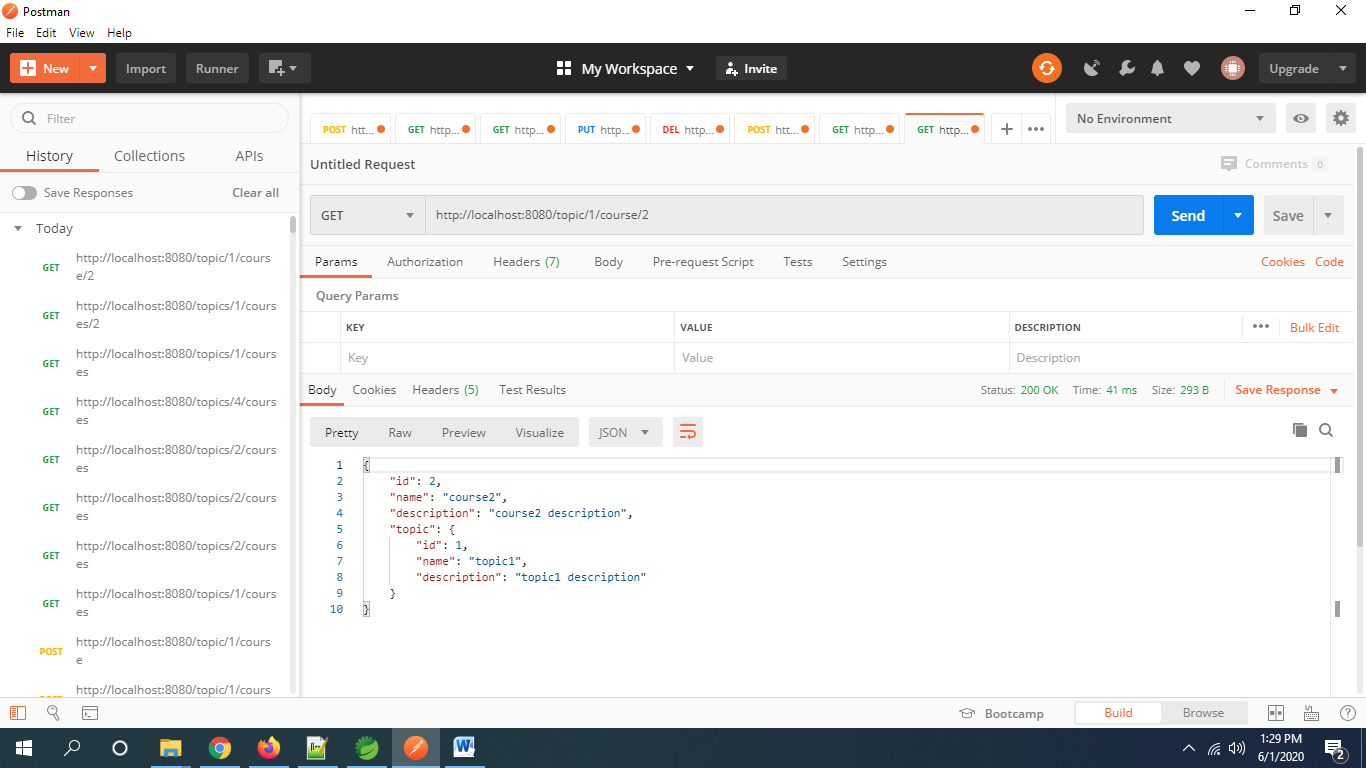 Postman
File Edit View Help
New Import Runner My Workspace Invite Upgrade
Filter
History Collections APIs
Save Responses Clear all
Today
GET http://localhost:8080/topic/1/cour
se/2
GET http://localhost:8080/topics/1/cours
es/2
GET http://localhost:8080/topics/1/cours
es
GET http://localhost:8080/topics/4/cours
es
GET http://localhost:8080/topics/2/cours
es
GET http://localhost:8080/topics/2/cours
es
GET http://localhost:8080/topics/2/cours
es
GET http://localhost:8080/topics/1/cours
es
POST http://localhost:8080/topic/1/cours
e
http://localhost:8080/topic/1/cours
POST htt... GET http... GET http... PUT http... DEL http... POST htt... GET http... GET http... No Environment
Untitled Request Comments 0
GET http://localhost:8080/topic/1/course/2 Send Save
Params Authorization Headers (7) Body Pre-request Script Tests Settings Cookies Code
Query Params
KEY VALUE DESCRIPTION Bulk Edit
Key Value Description
Body Cookies Headers (5) Test Results Status: 200 OK Time: 41 ms Size: 293 B Save Response
Pretty Raw Preview Visualize JSON
1 {
2 "id": 2,
3 "name": "course2",
4 "description": "course2 description",
5 "topic": {
6 "id": 1,
7 "name": "topic1",
8 "description": "topic1 description"
9 }
10 }
Bootcamp Build Browse
1:29 PM
6/1/2020
2